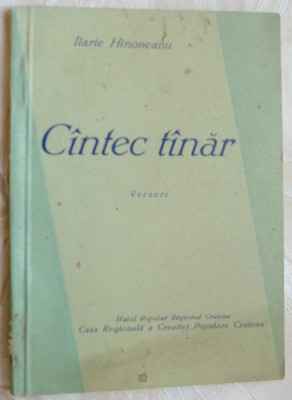 Ilarie Hinoveanu
Cîntec tînăr
Versuri
Sfatul Popular Regional Craiova
Casa Regională a Creației Populare Craiova